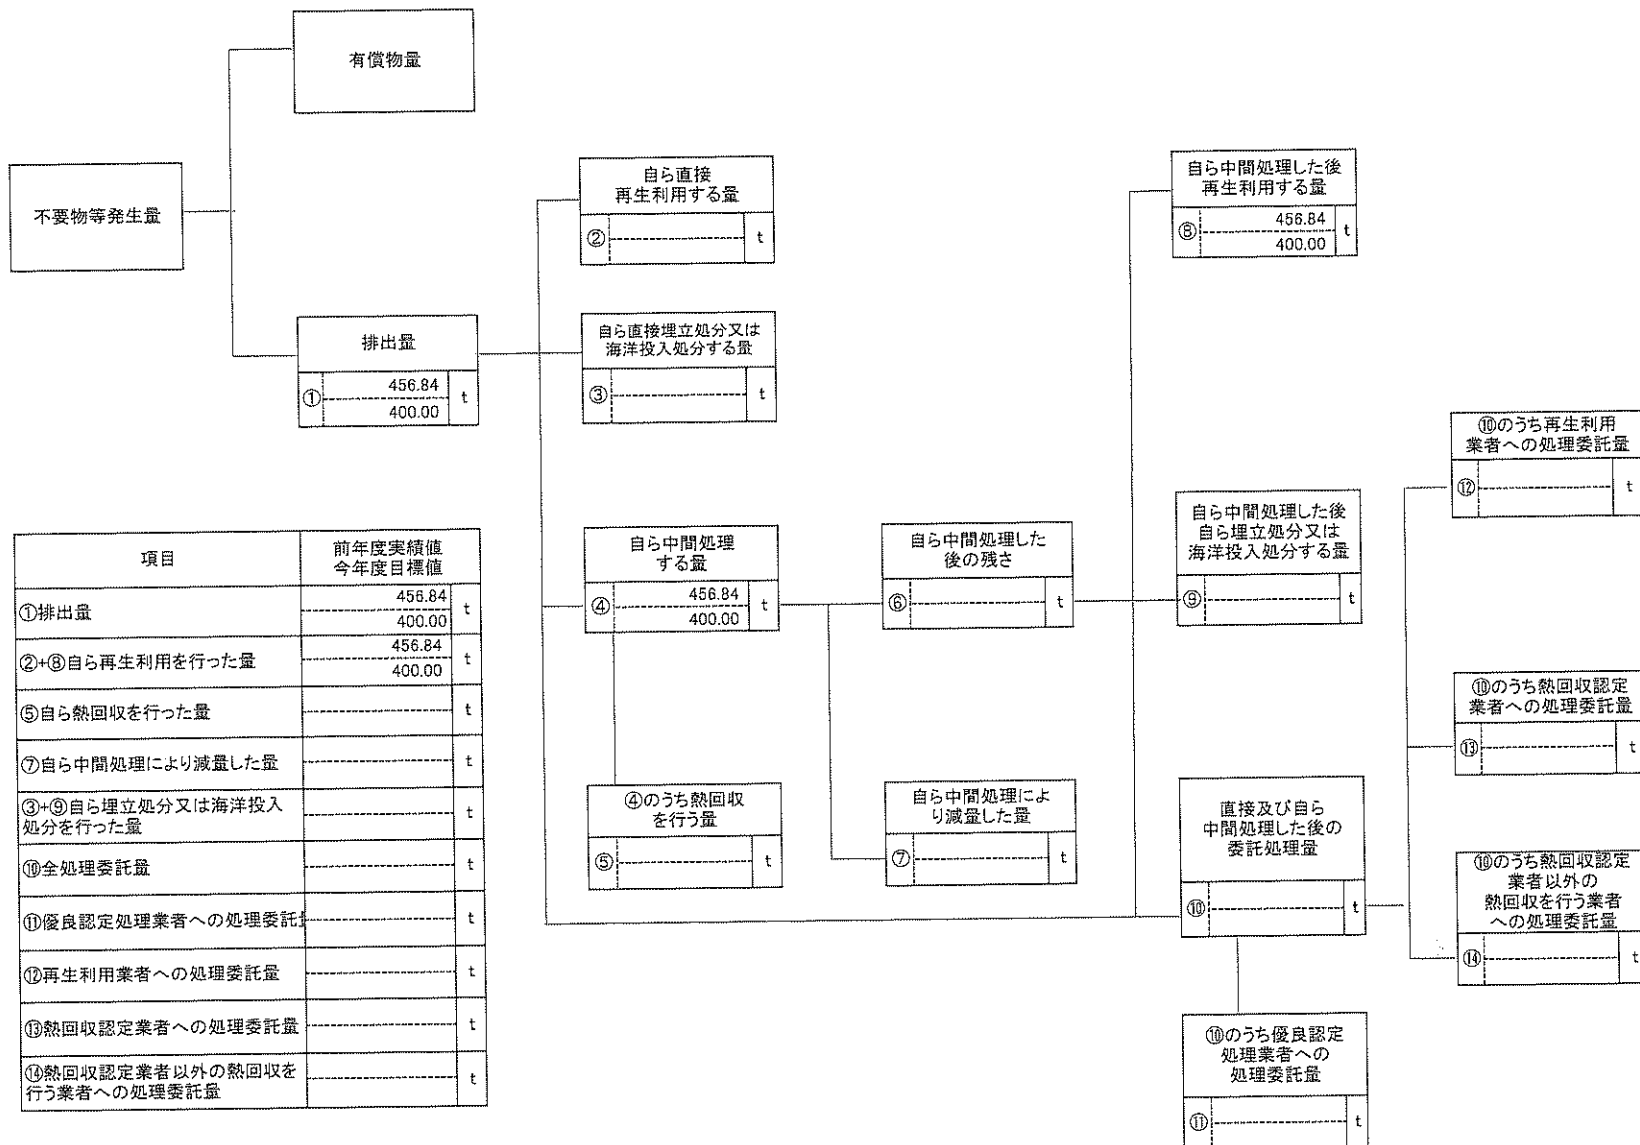 有償物量
不要物等発生量
排出量
①
456.84
400.00
t
自ら直接
再生利用する量
②
t
自ら直接埋立処分又は
海洋投入処分する量
③
t
自ら中間処理
する量
④
456.84
400.00
t
④のうち熱回収
を行う量
⑤
t
自ら中間処理した
後の残さ
⑥
t
自ら中間処理によ
り減量した量
⑦
t
自ら中間処理した後
再生利用する量
⑧
456.84
400.00
t
自ら中間処理した後
自ら埋立処分又は
海洋投入処分する量
⑨
t
直接及び自ら
中間処理した後の
委託処理量
⑩
t
⑩のうち優良認定
処理業者への
処理委託量
⑪
t
⑩のうち再生利用
業者への処理委託量
⑫
t
⑩のうち熱回収認定
業者への処理委託量
⑬
t
⑩のうち熱回収認定
業者以外の
熱回収を行う業者
への処理委託量
⑭
t
項目
前年度実績値
今年度目標値
①排出量
456.84
400.00
t
②+⑧自ら再生利用を行った量
456.84
400.00
t
⑤自ら熱回収を行った量
t
⑦自ら中間処理により減量した量
t
③+⑨自ら埋立処分又は海洋投入
処分を行った量
t
⑩全処理委託量
t
⑪優良認定処理業者への処理委託
t
⑫再生利用業者への処理委託量
t
⑬熱回収認定業者への処理委託量
t
⑭熱回収認定業者以外の熱回収を
行う業者への処理委託量
t